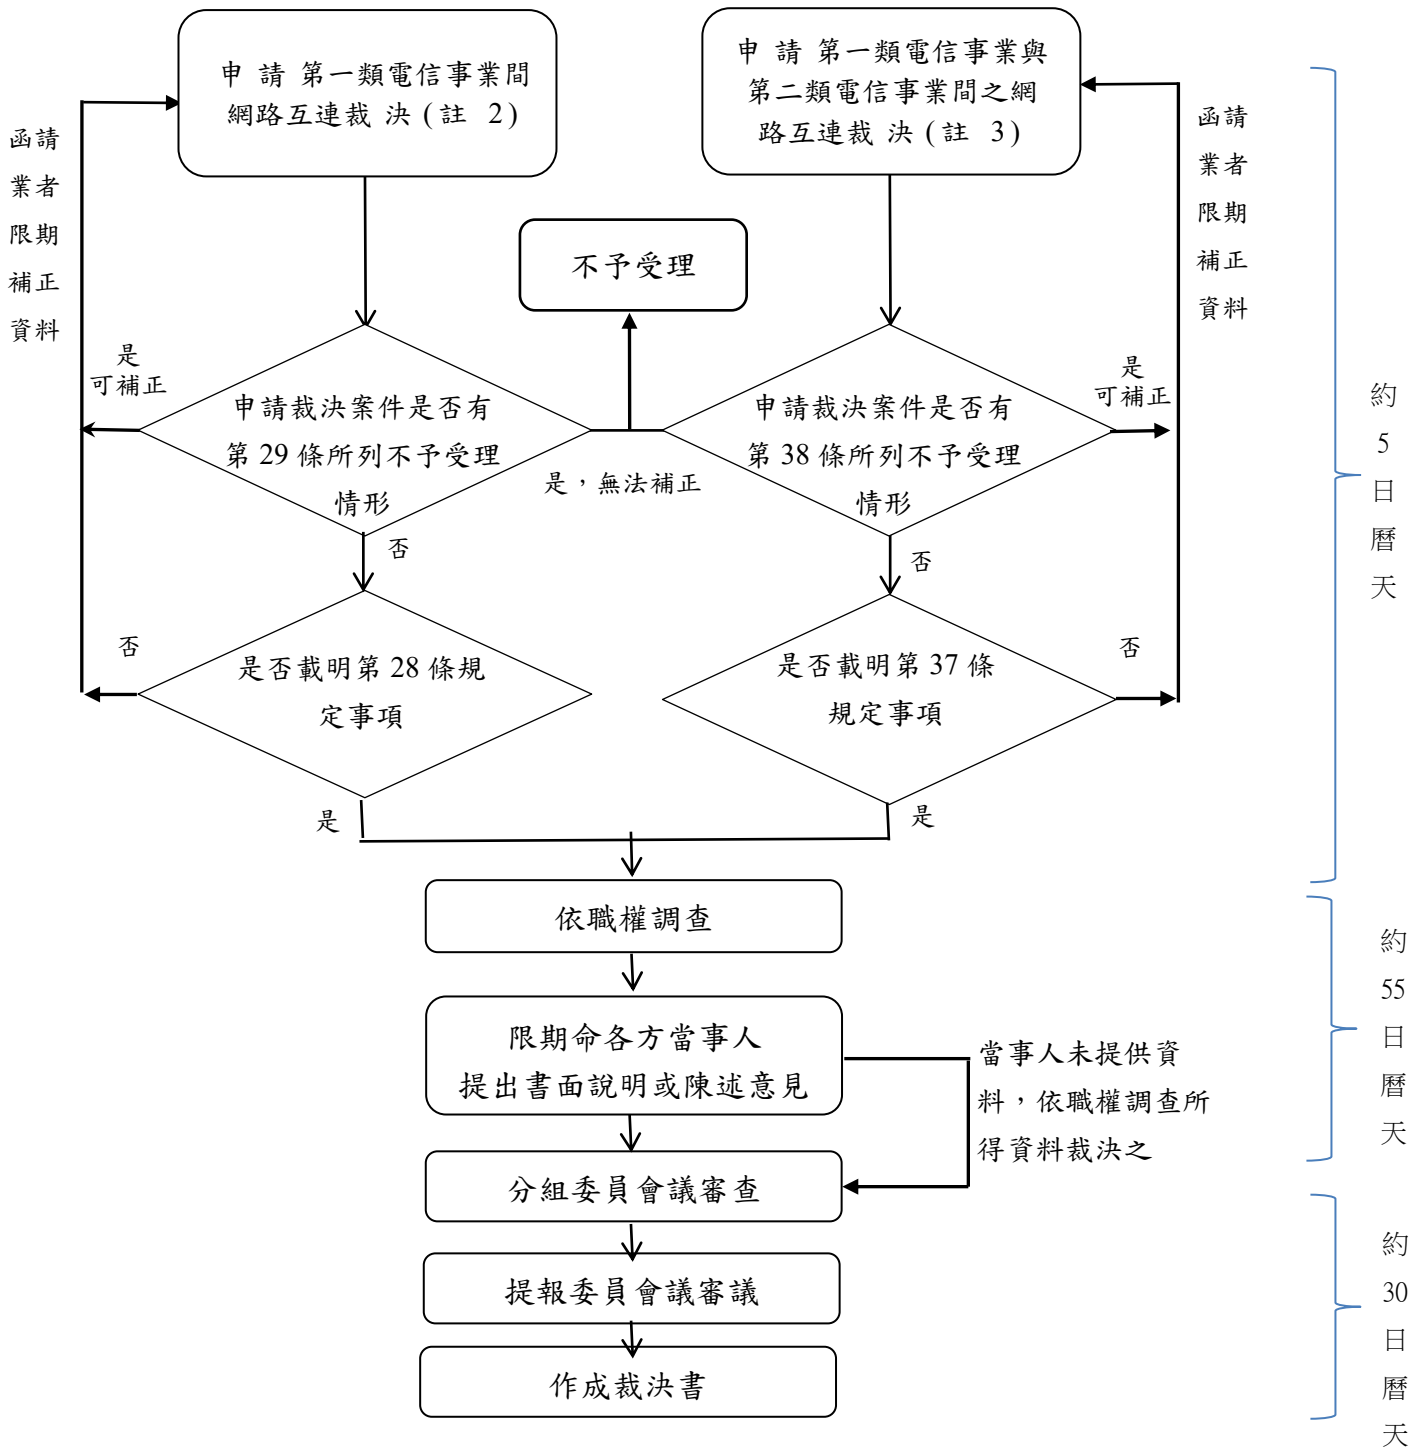 申 請 第一類電信事業間
網路互連裁 決 (註 2)
申 請 第一類電信事業與
第二類電信事業間之網
路互連裁 決 (註 3)
函請
業者
限期
補正
資料
函請
業者
限期
補正
資料
不予受理
是
可補正
是
可補正
申請裁決案件是否有
第 29 條所列不予受理
情形
是，無法補正
申請裁決案件是否有
第 38 條所列不予受理
情形
約
5
日
曆
天
否
否
否
是否載明第 28 條規
定事項
是否載明第 37 條
規定事項
否
是
是
依職權調查
限期命各方當事人
提出書面說明或陳述意見
當事人未提供資
料，依職權調查所
得資料裁決之
約
55
日
曆
天
分組委員會議審查
提報委員會議審議
作成裁決書
約
30
日
曆
天